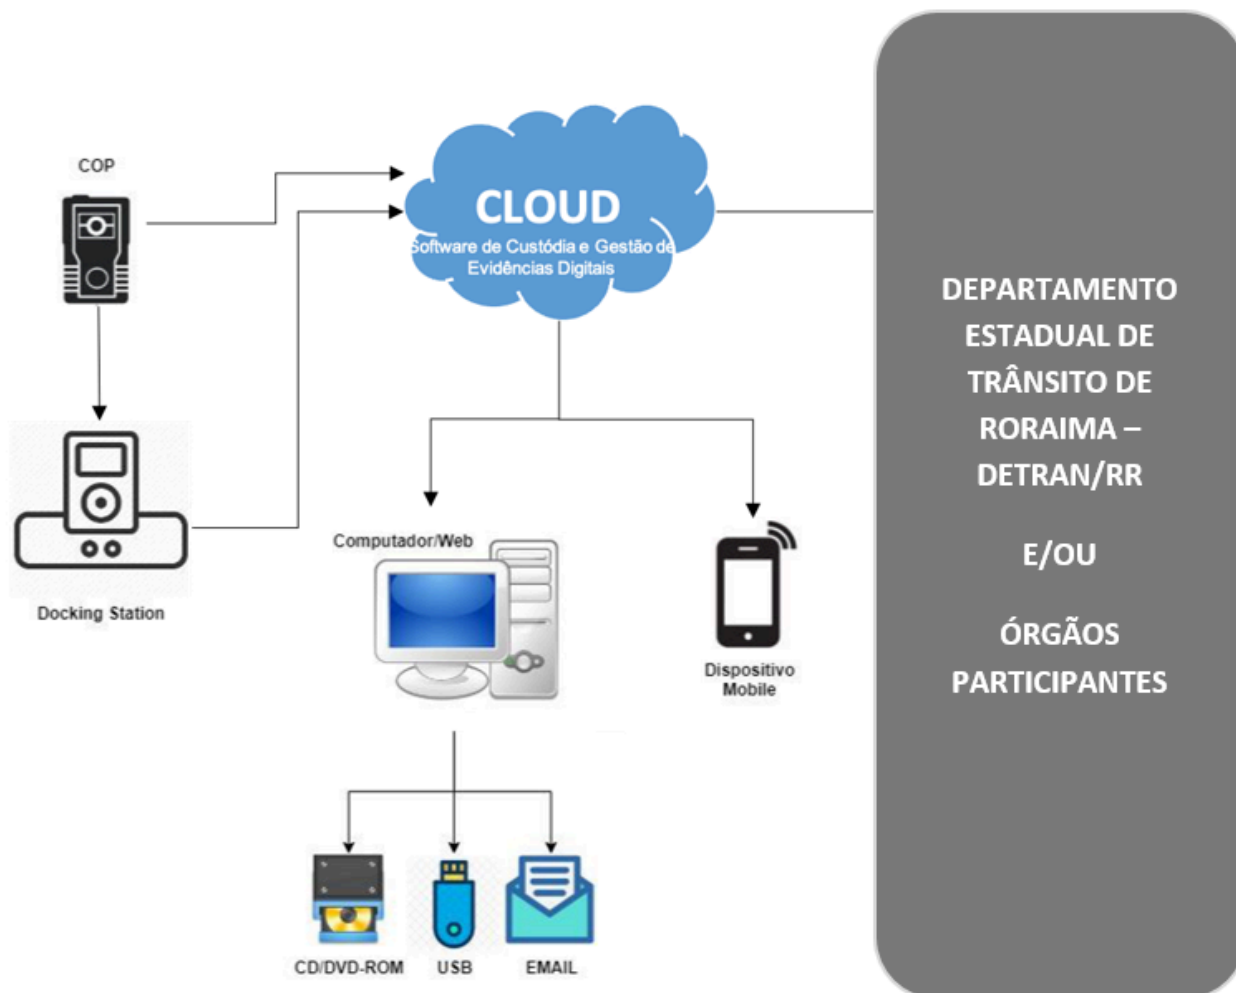 COP
CLOUD
Software de Custódia e Gestão de
Evidências Digitais
Docking Station
Computador/Web
Dispositivo
Mobile
CD/DVD-ROM
USB
EMAIL
DEPARTAMENTO
ESTADUAL DE
TRÂNSITO DE
RORAIMA –
DETRAN/RR
E/OU
ÓRGÃOS
PARTICIPANTES